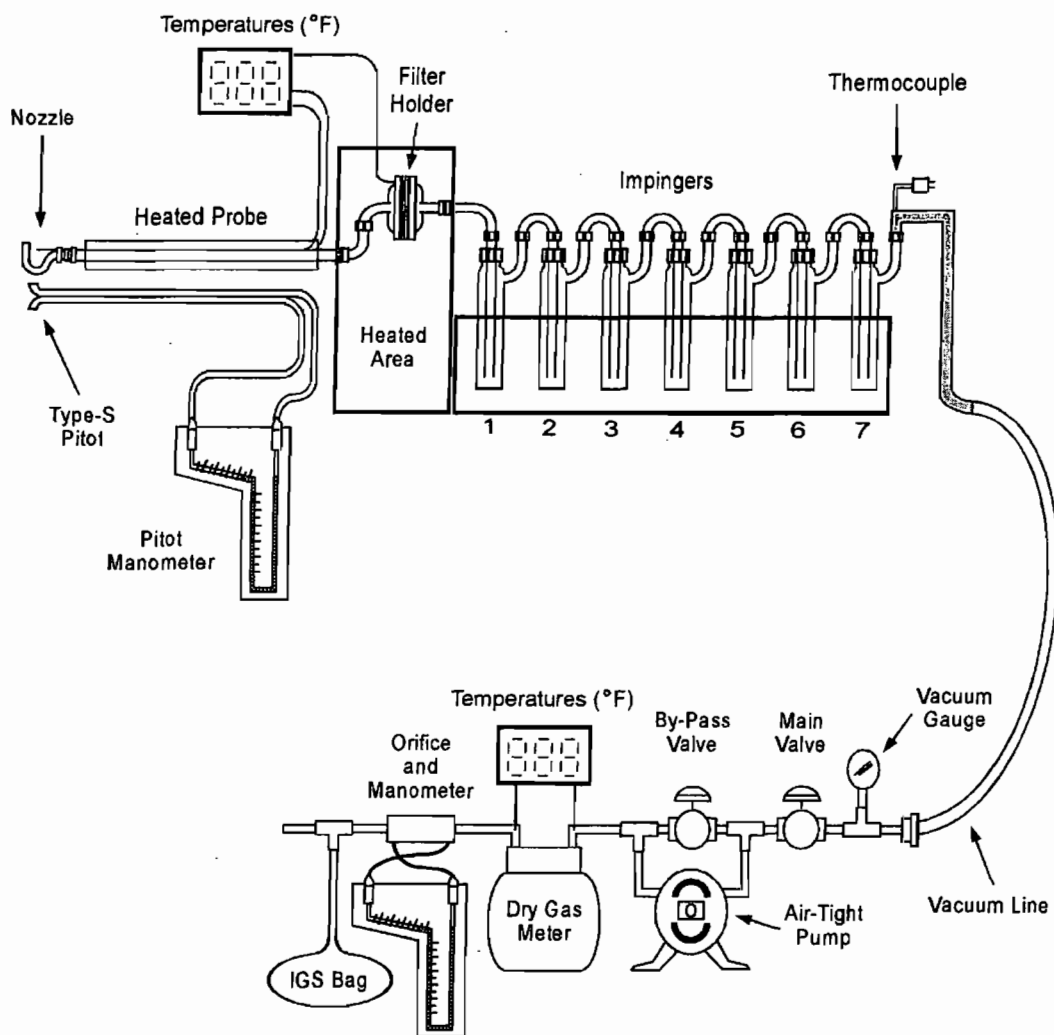 Temperatures (°F)
Filter
Holder
Thermocouple
Nozzle
Impingers
Heated Probe
Heated
Area
Type-S
Pitot
1 2 3 4 5 6 7
Pitot
Manometer
Temperatures (°F)
Vacuum
Gauge
By-Pass
Valve
Main
Valve
Orifice
and
Manometer
Dry Gas
Meter
Air-Tight
Pump
Vacuum Line
IGS Bag